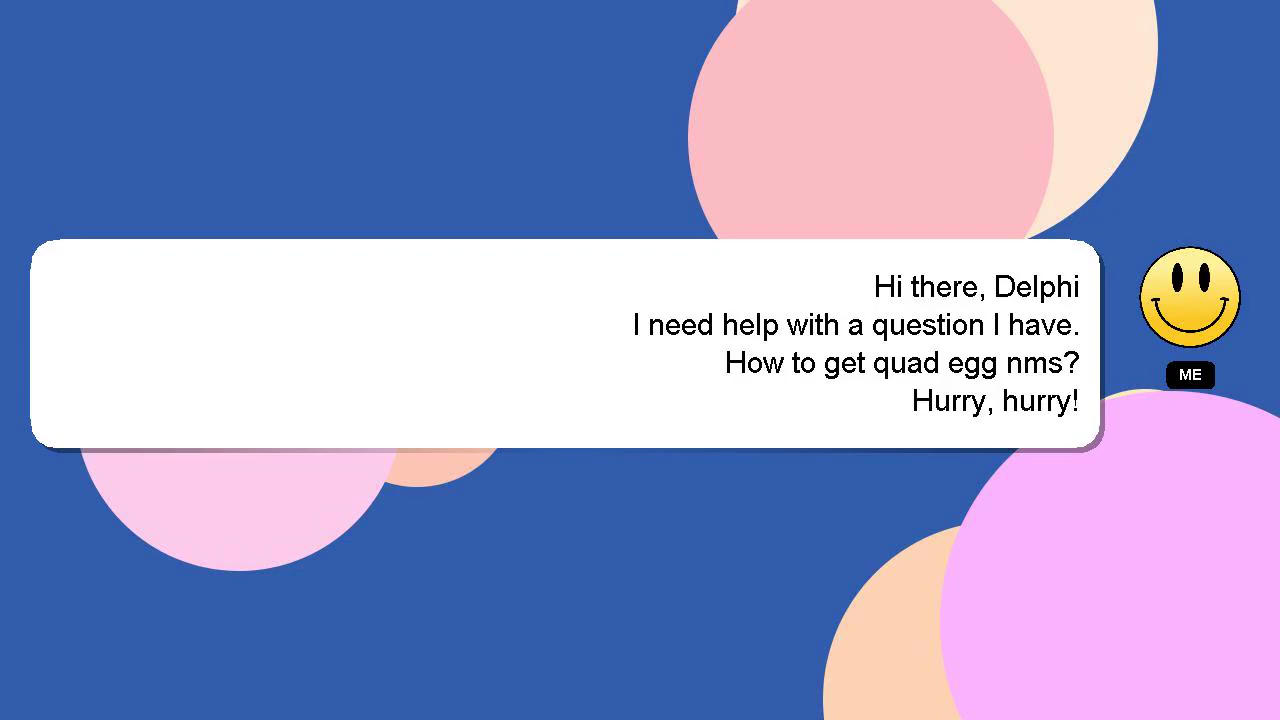 Hi there, Delphi
I need help with a question I have.
How to get quad egg nms?
Hurry, hurry!
ME